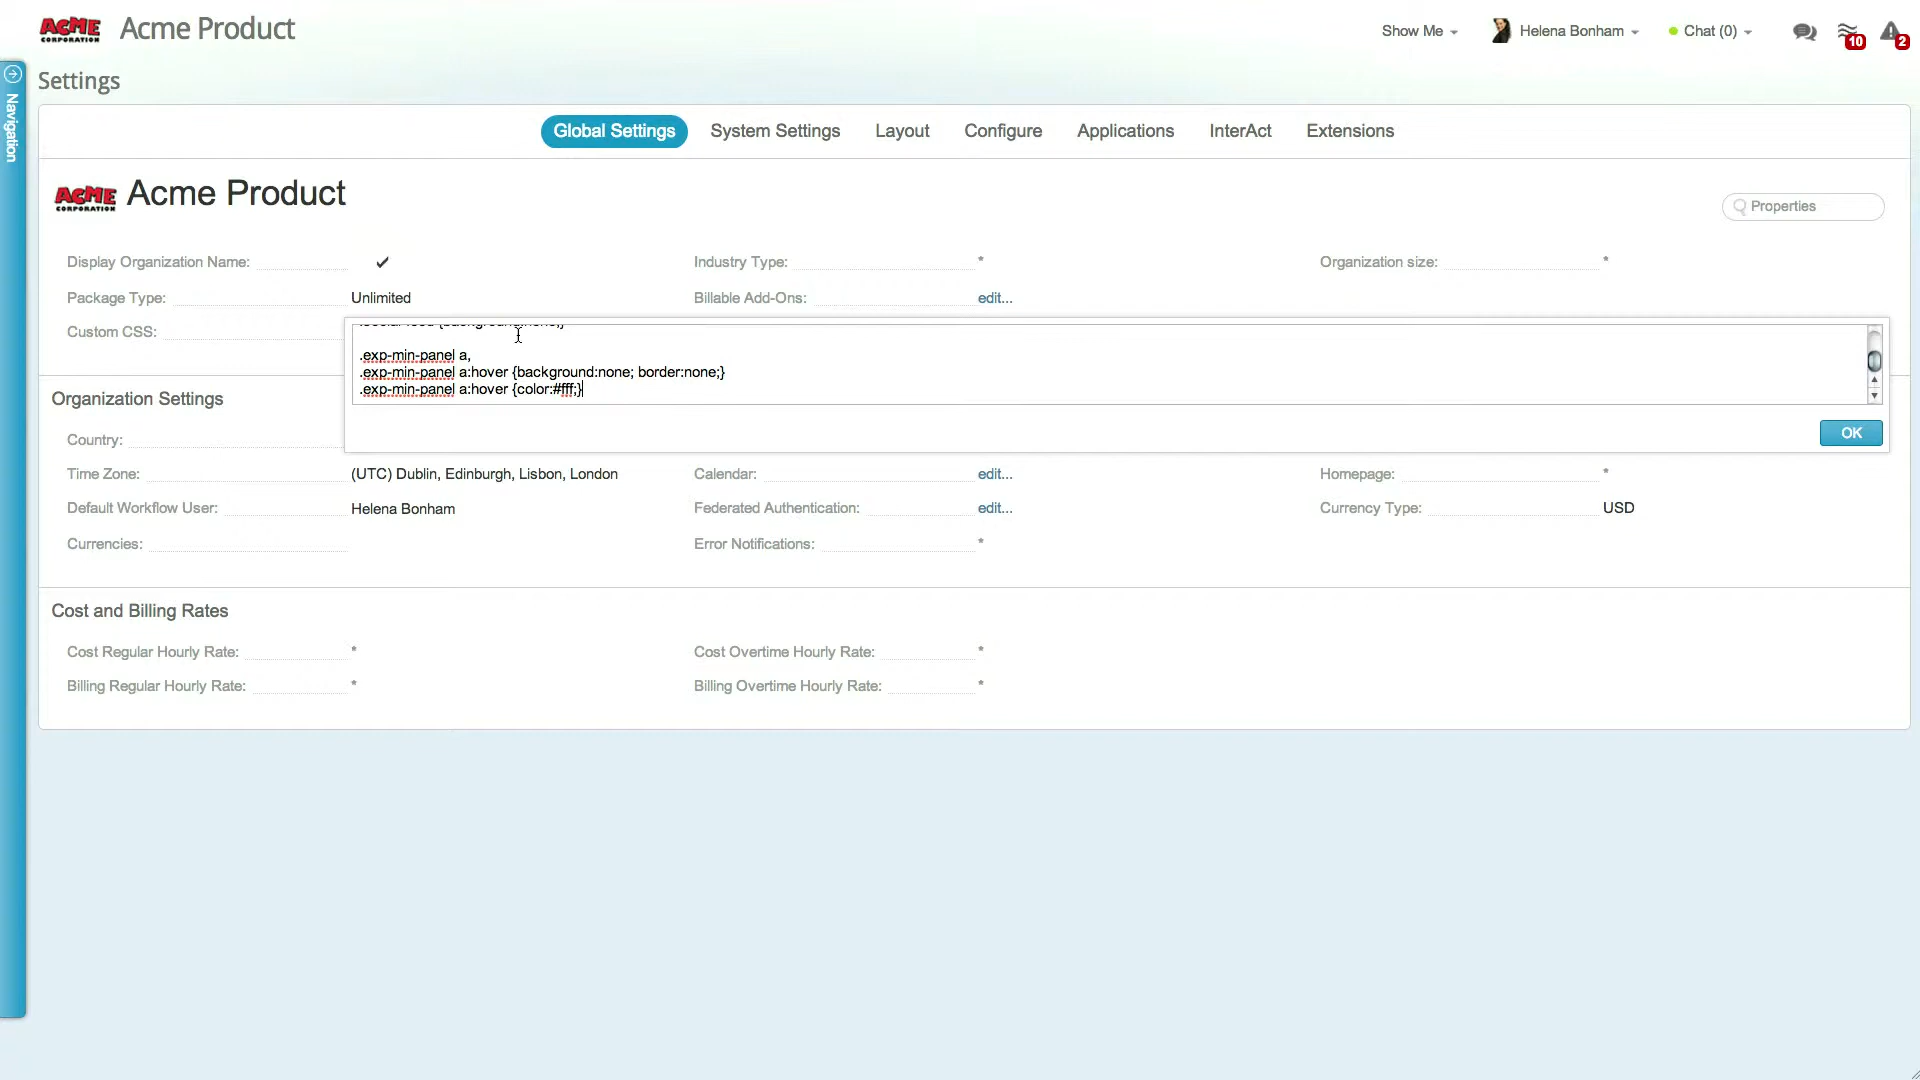 ACME CORPORATION Acme Product Show Me Helena Bonham Chat (0) 10 2
Navigation
Settings
Global Settings System Settings Layout Configure Applications InterAct Extensions
ACME CORPORATION Acme Product
Properties
Display Organization Name: Industry Type: * Organization size: *
Package Type: Unlimited Billable Add-Ons: edit...
Custom CSS:
.exp-min-panel a,
.exp-min-panel a:hover {background:none; border:none;}
.exp-min-panel a:hover {color:#fff;}
OK
Organization Settings
Country:
Time Zone: (UTC) Dublin, Edinburgh, Lisbon, London Calendar: edit... Homepage: *
Default Workflow User: Helena Bonham Federated Authentication: edit... Currency Type: USD
Currencies: Error Notifications: *
Cost and Billing Rates
Cost Regular Hourly Rate: * Cost Overtime Hourly Rate: *
Billing Regular Hourly Rate: * Billing Overtime Hourly Rate: *